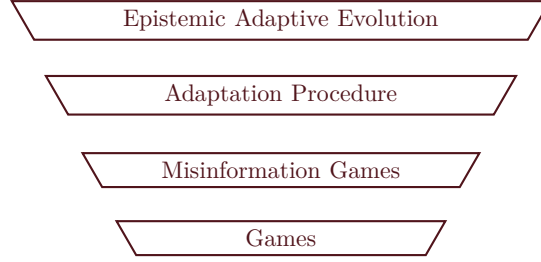 Epistemic Adaptive Evolution
Adaptation Procedure
Misinformation Games
Games